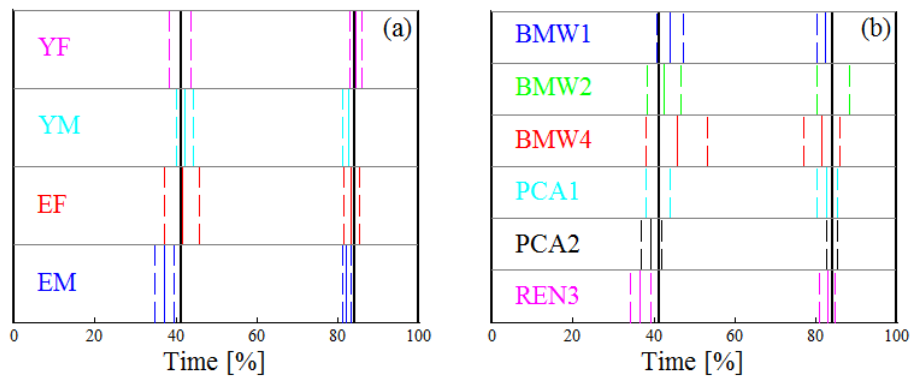 (a)
YF
YM
EF
EM
0 20 40 60 80 100
Time [%]
(b)
BMW1
BMW2
BMW4
PCA1
PCA2
REN3
0 20 40 60 80 100
Time [%]